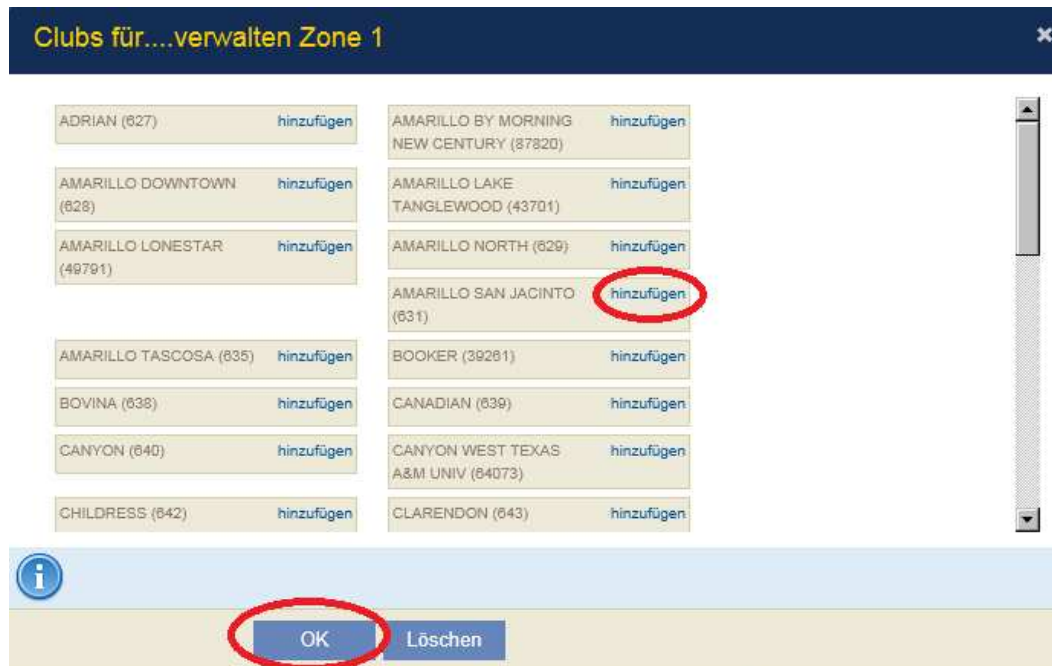 Clubs für....verwalten Zone 1
ADRIAN (627) hinzufügen
AMARILLO BY MORNING hinzufügen
NEW CENTURY (87820)
AMARILLO DOWNTOWN hinzufügen
(628)
AMARILLO LAKE hinzufügen
TANGLEWOOD (43701)
AMARILLO LONESTAR hinzufügen
(49791)
AMARILLO NORTH (629) hinzufügen
AMARILLO SAN JACINTO hinzufügen
(631)
AMARILLO TASCOSA (635) hinzufügen
BOOKER (39261) hinzufügen
BOVINA (638) hinzufügen
CANADIAN (639) hinzufügen
CANYON (640) hinzufügen
CANYON WEST TEXAS hinzufügen
A&M UNIV (64073)
CHILDRESS (642) hinzufügen
CLARENDON (643) hinzufügen
OK
Löschen